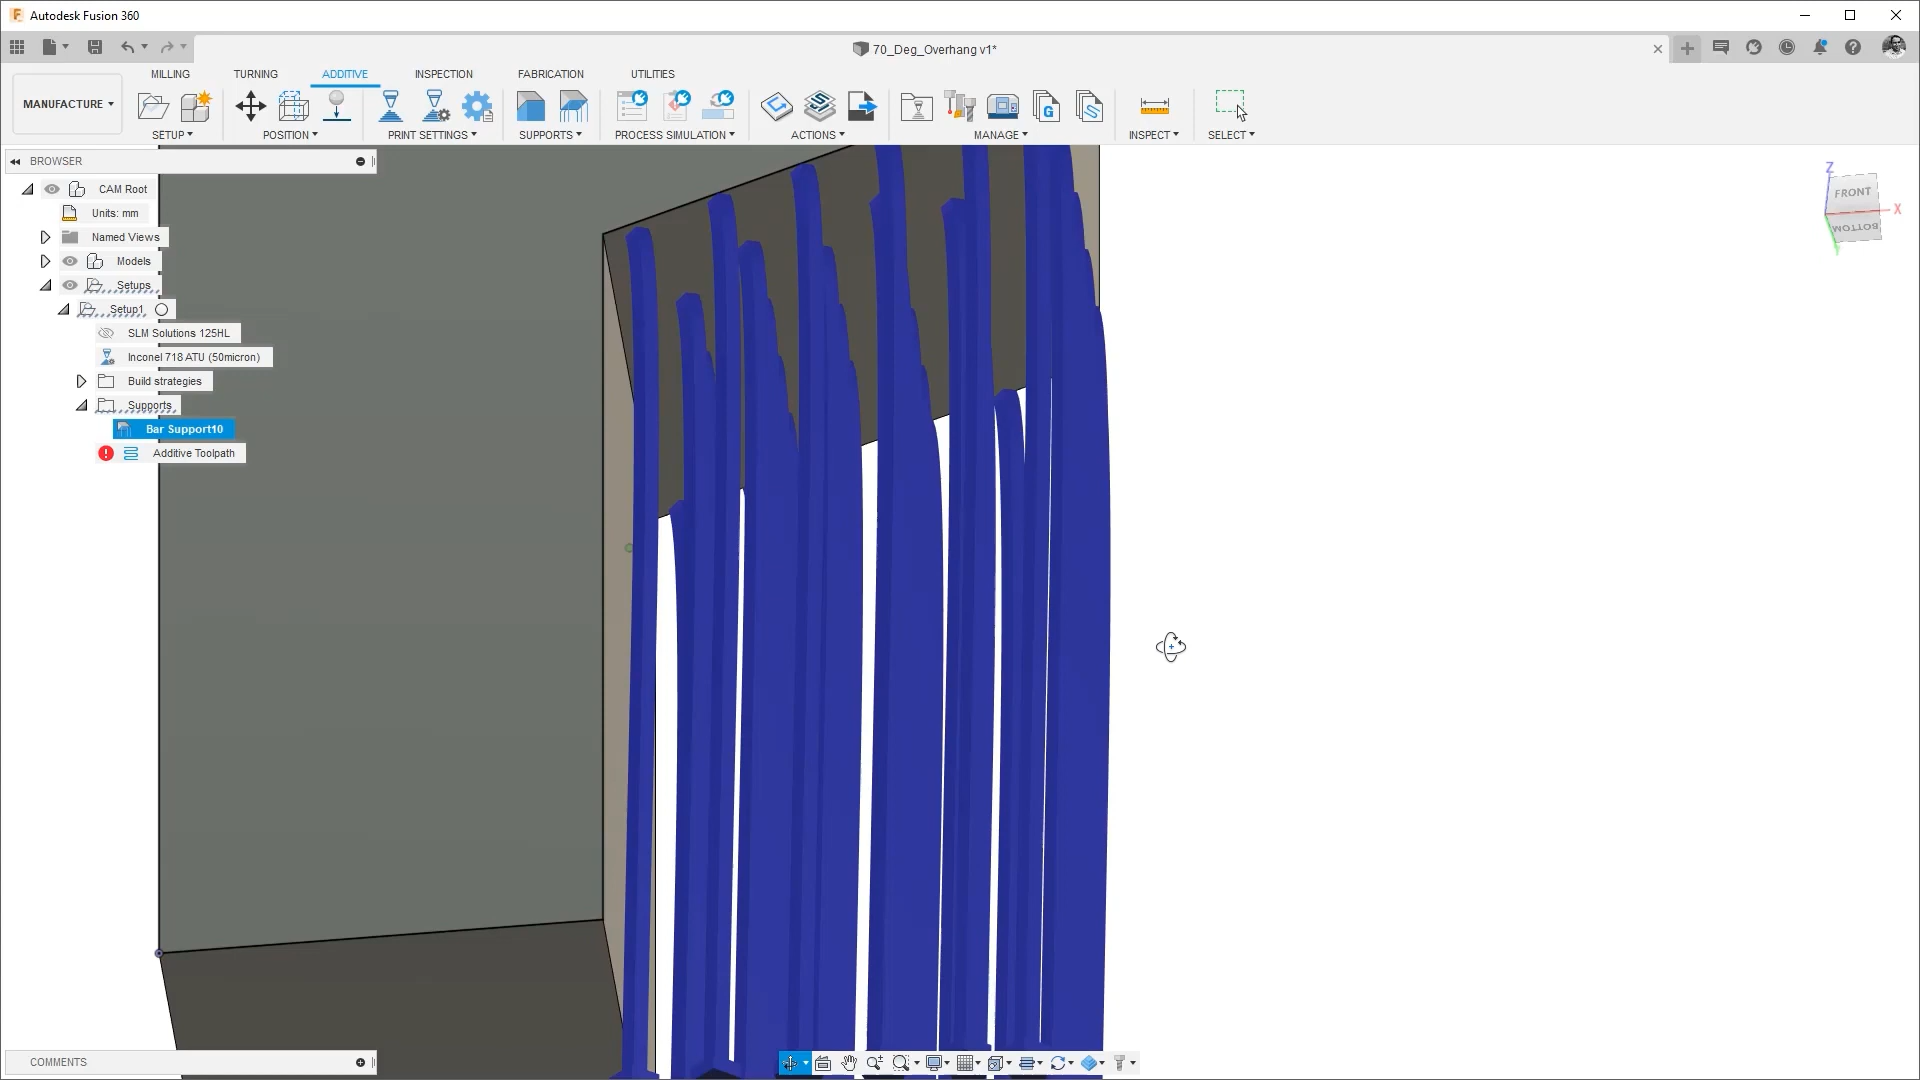 Autodesk Fusion 360
70_Deg_Overhang v1*
MILLING TURNING ADDITIVE INSPECTION FABRICATION UTILITIES
MANUFACTURE
SETUP POSITION PRINT SETTINGS SUPPORTS PROCESS SIMULATION ACTIONS MANAGE INSPECT SELECT
BROWSER
CAM Root
Units: mm
Named Views
Models
Setups
Setup1
SLM Solutions 125HL
Inconel 718 ATU (50micron)
Build strategies
Supports
Bar Support10
Additive Toolpath
Z
FRONT
X
BOTTOM
COMMENTS